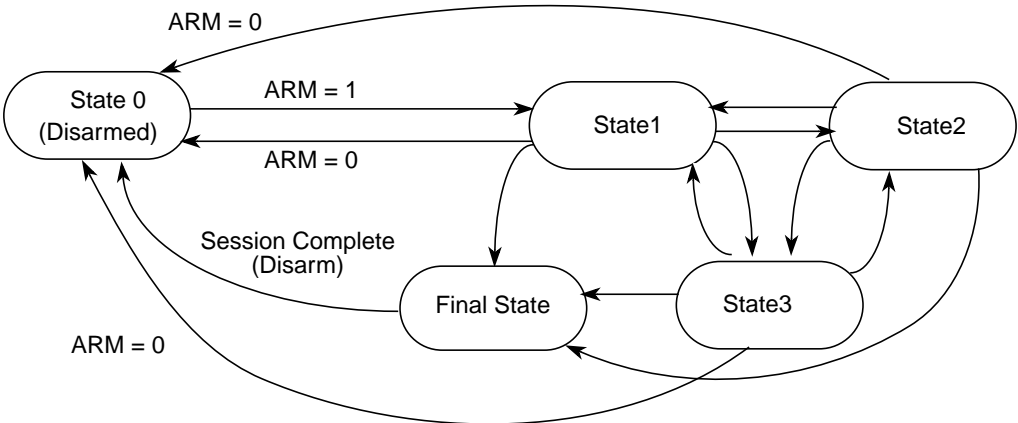 ARM = 0
State 0
(Disarmed)
ARM = 1
State1
State2
ARM = 0
Session Complete
(Disarm)
Final State
State3
ARM = 0